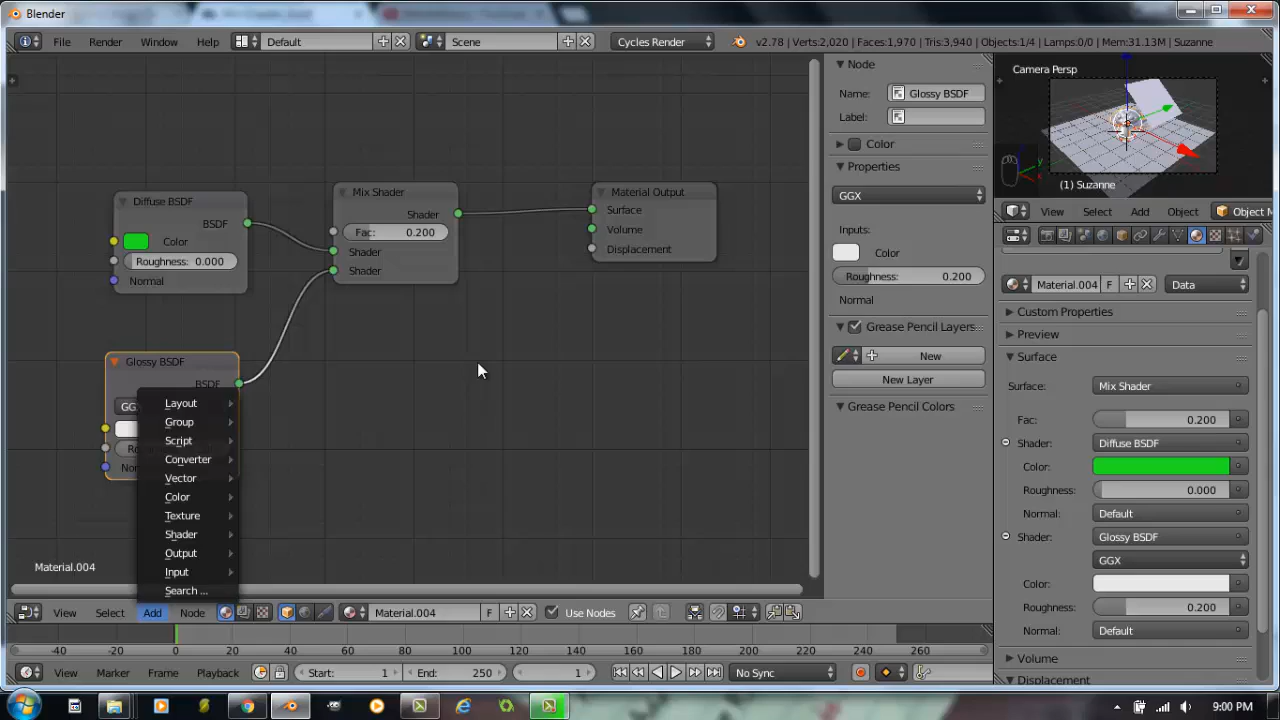 Blender
File Render Window Help Default Scene Cycles Render v2.78 | Verts:2,020 | Faces:1,970 | Tris:3,940 | Objects:1/4 | Lamps:0/0 | Mem:31.13M | Suzanne
Diffuse BSDF
BSDF
Color
Roughness: 0.000
Normal
Mix Shader
Shader
Fac: 0.200
Shader
Shader
Material Output
Surface
Volume
Displacement
Glossy BSDF
BSDF
GG
Layout
Group
Script
Converter
Vector
Color
Texture
Shader
Output
Input
Search ...
Material.004
View Select Add Node Material.004 F Use Nodes
Node
Name: Glossy BSDF
Label:
Color
Properties
GGX
Inputs:
Color
Roughness: 0.200
Normal
Grease Pencil Layers
New
New Layer
Grease Pencil Colors
Camera Persp
(1) Suzanne
View Select Add Object Object M
Material.004 F Data
Custom Properties
Preview
Surface
Surface: Mix Shader
Fac: 0.200
Shader: Diffuse BSDF
Color:
Roughness: 0.000
Normal: Default
Shader: Glossy BSDF
GGX
Color:
Roughness: 0.200
Normal: Default
Volume
Displacement
-40 -20 0 20 40 60 80 100 120 140 160 180 200 220 240 260
View Marker Frame Playback Start: 1 End: 250 1 No Sync
9:00 PM